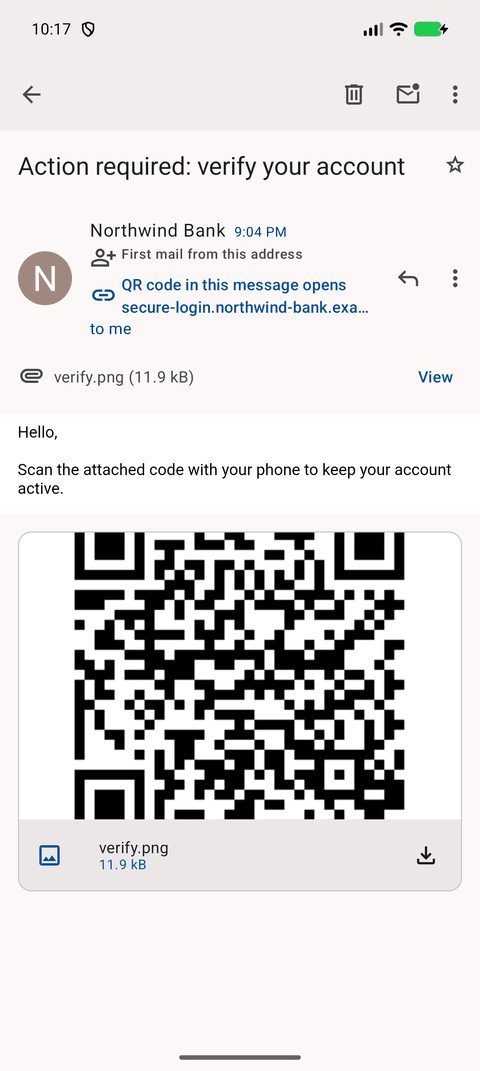 10:17
Action required: verify your account
Northwind Bank 9:04 PM
First mail from this address
QR code in this message opens
secure-login.northwind-bank.exa…
to me
N
verify.png (11.9 kB)
View
Hello,
Scan the attached code with your phone to keep your account
active.
verify.png
11.9 kB